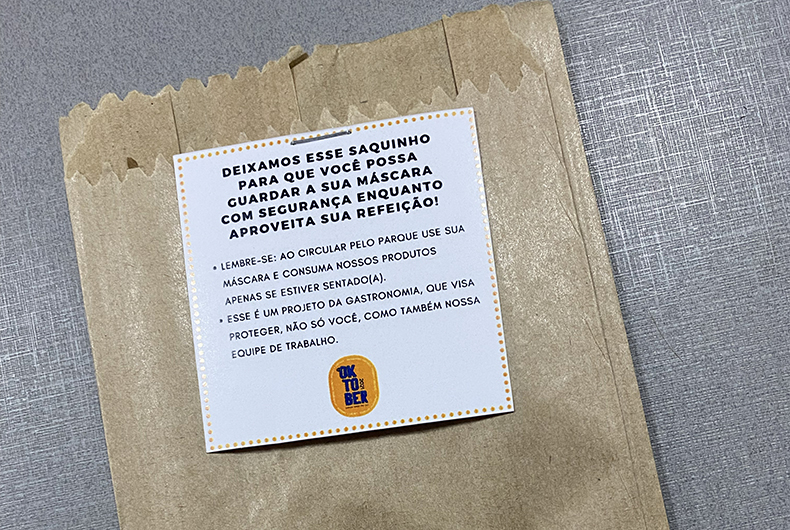 DEIXAMOS ESSE SAQUINHO
PARA QUE VOCÊ POSSA
GUARDAR A SUA MÁSCARA
COM SEGURANÇA ENQUANTO
APROVEITA SUA REFEIÇÃO!
• LEMBRE-SE: AO CIRCULAR PELO PARQUE USE SUA
MÁSCARA E CONSUMA NOSSOS PRODUTOS
APENAS SE ESTIVER SENTADO(A).
• ESSE É UM PROJETO DA GASTRONOMIA, QUE VISA
PROTEGER, NÃO SÓ VOCÊ, COMO TAMBÉM NOSSA
EQUIPE DE TRABALHO.
OK
TO
BER